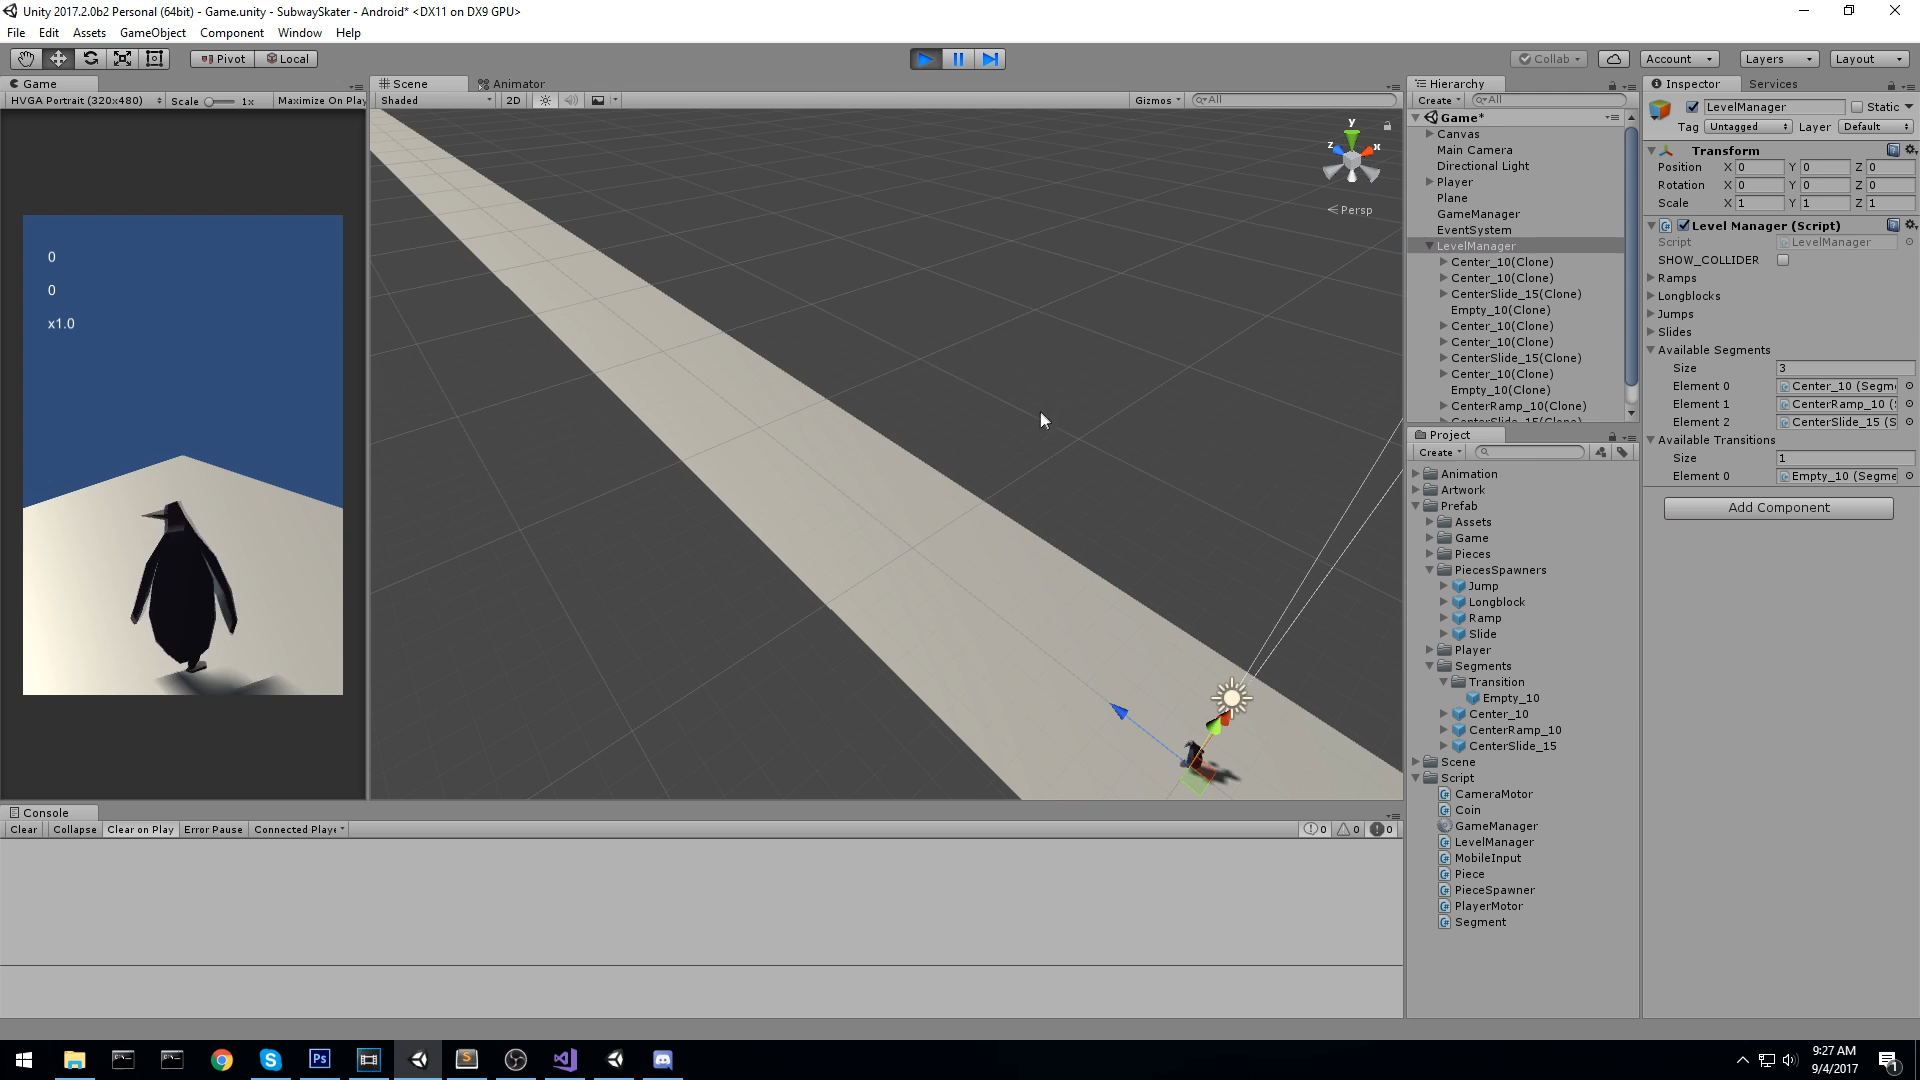 Unity 2017.2.0b2 Personal (64bit) - Game.unity - SubwaySkater - Android* <DX11 on DX9 GPU>
File Edit Assets GameObject Component Window Help
Pivot Local
Collab Account Layers Layout
Game
HVGA Portrait (320x480) Scale 1x Maximize On Play
0
0
x1.0
Scene Animator
Shaded 2D Gizmos All
y
z x
Persp
Hierarchy
Create All
Game*
Canvas
Main Camera
Directional Light
Player
Plane
GameManager
EventSystem
LevelManager
Center_10(Clone)
Center_10(Clone)
CenterSlide_15(Clone)
Empty_10(Clone)
Center_10(Clone)
Center_10(Clone)
CenterSlide_15(Clone)
Center_10(Clone)
Empty_10(Clone)
CenterRamp_10(Clone)
Project
Create
Animation
Artwork
Prefab
Assets
Game
Pieces
PiecesSpawners
Jump
Longblock
Ramp
Slide
Player
Segments
Transition
Empty_10
Center_10
CenterRamp_10
CenterSlide_15
Scene
Script
CameraMotor
Coin
GameManager
LevelManager
MobileInput
Piece
PieceSpawner
PlayerMotor
Segment
Inspector Services
LevelManager Static
Tag Untagged Layer Default
Transform
Position X 0 Y 0 Z 0
Rotation X 0 Y 0 Z 0
Scale X 1 Y 1 Z 1
Level Manager (Script)
Script LevelManager
SHOW_COLLIDER
Ramps
Longblocks
Jumps
Slides
Available Segments
Size 3
Element 0 Center_10 (Segm
Element 1 CenterRamp_10 (
Element 2 CenterSlide_15 (S
Available Transitions
Size 1
Element 0 Empty_10 (Segme
Add Component
Console
Clear Collapse Clear on Play Error Pause Connected Playe 0 0 0
Ps
S
9:27 AM
9/4/2017
1